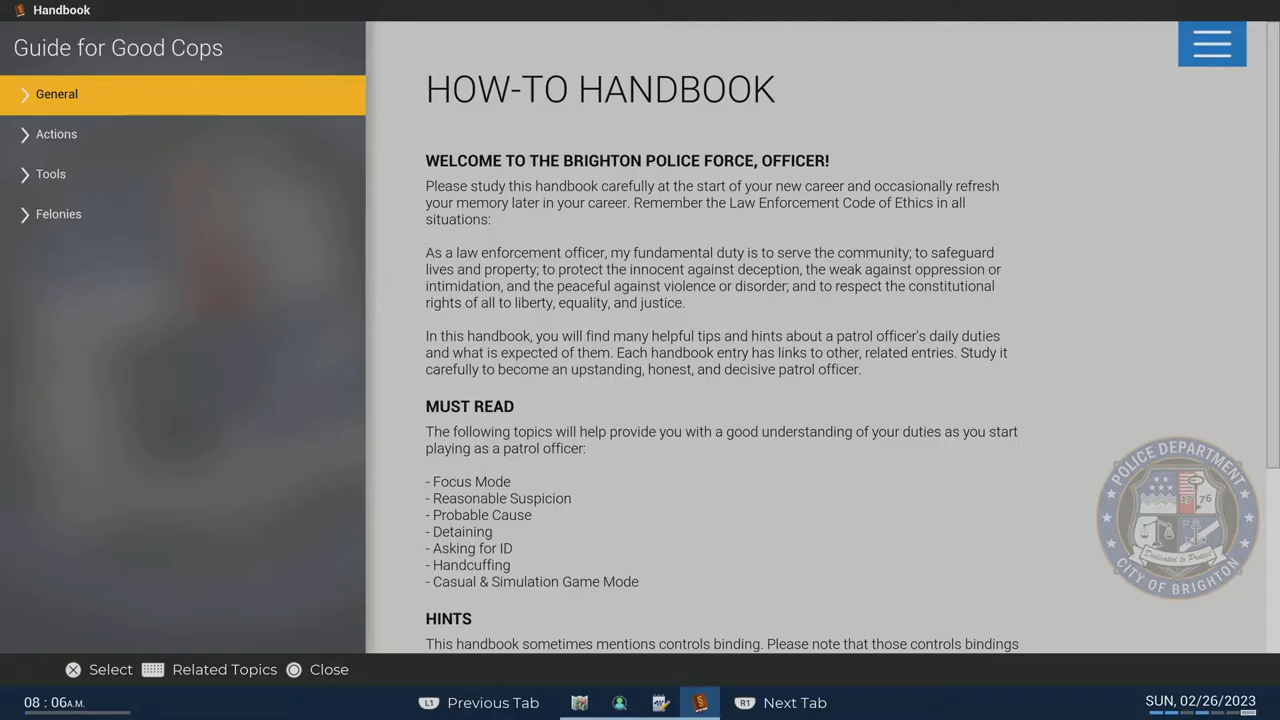 Handbook
Guide for Good Cops
General
Actions
Tools
Felonies
HOW-TO HANDBOOK
WELCOME TO THE BRIGHTON POLICE FORCE, OFFICER!
Please study this handbook carefully at the start of your new career and occasionally refresh
your memory later in your career. Remember the Law Enforcement Code of Ethics in all
situations:
As a law enforcement officer, my fundamental duty is to serve the community; to safeguard
lives and property; to protect the innocent against deception, the weak against oppression or
intimidation, and the peaceful against violence or disorder; and to respect the constitutional
rights of all to liberty, equality, and justice.
In this handbook, you will find many helpful tips and hints about a patrol officer's daily duties
and what is expected of them. Each handbook entry has links to other, related entries. Study it
carefully to become an upstanding, honest, and decisive patrol officer.
MUST READ
The following topics will help provide you with a good understanding of your duties as you start
playing as a patrol officer:
- Focus Mode
- Reasonable Suspicion
- Probable Cause
- Detaining
- Asking for ID
- Handcuffing
- Casual & Simulation Game Mode
HINTS
This handbook sometimes mentions controls binding. Please note that those controls bindings
POLICE DEPARTMENT
17 76
Dedicated to Protect
CITY OF BRIGHTON
Select
Related Topics
Close
08 : 06A.M.
L1 Previous Tab
R1 Next Tab
SUN, 02/26/2023